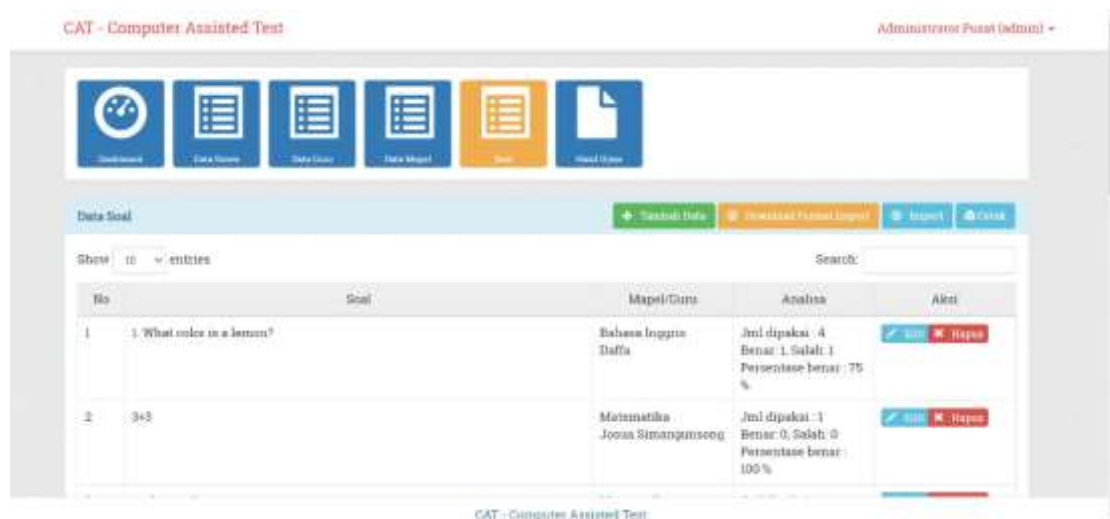 CAT - Computer Assisted Test
Administrator Pusat (admin)
Dashboard
Data Siswa
Data Guru
Data Mapel
Soal
Hasil Ujian
Data Soal
Tambah Data
Download Format Import
Import
Cetak
Show 10 entries
Search:
No
Soal
Mapel/Guru
Analisa
Aksi
1
1. What color is a lemon?
Bahasa Inggris
Daffa
Jml dipakai : 4
Benar: 1, Salah: 1
Persentase benar : 75
%
Edit
Hapus
2
3+3
Matematika
Josua Simangunsong
Jml dipakai : 1
Benar: 0, Salah: 0
Persentase benar :
100 %
Edit
Hapus
CAT - Computer Assisted Test